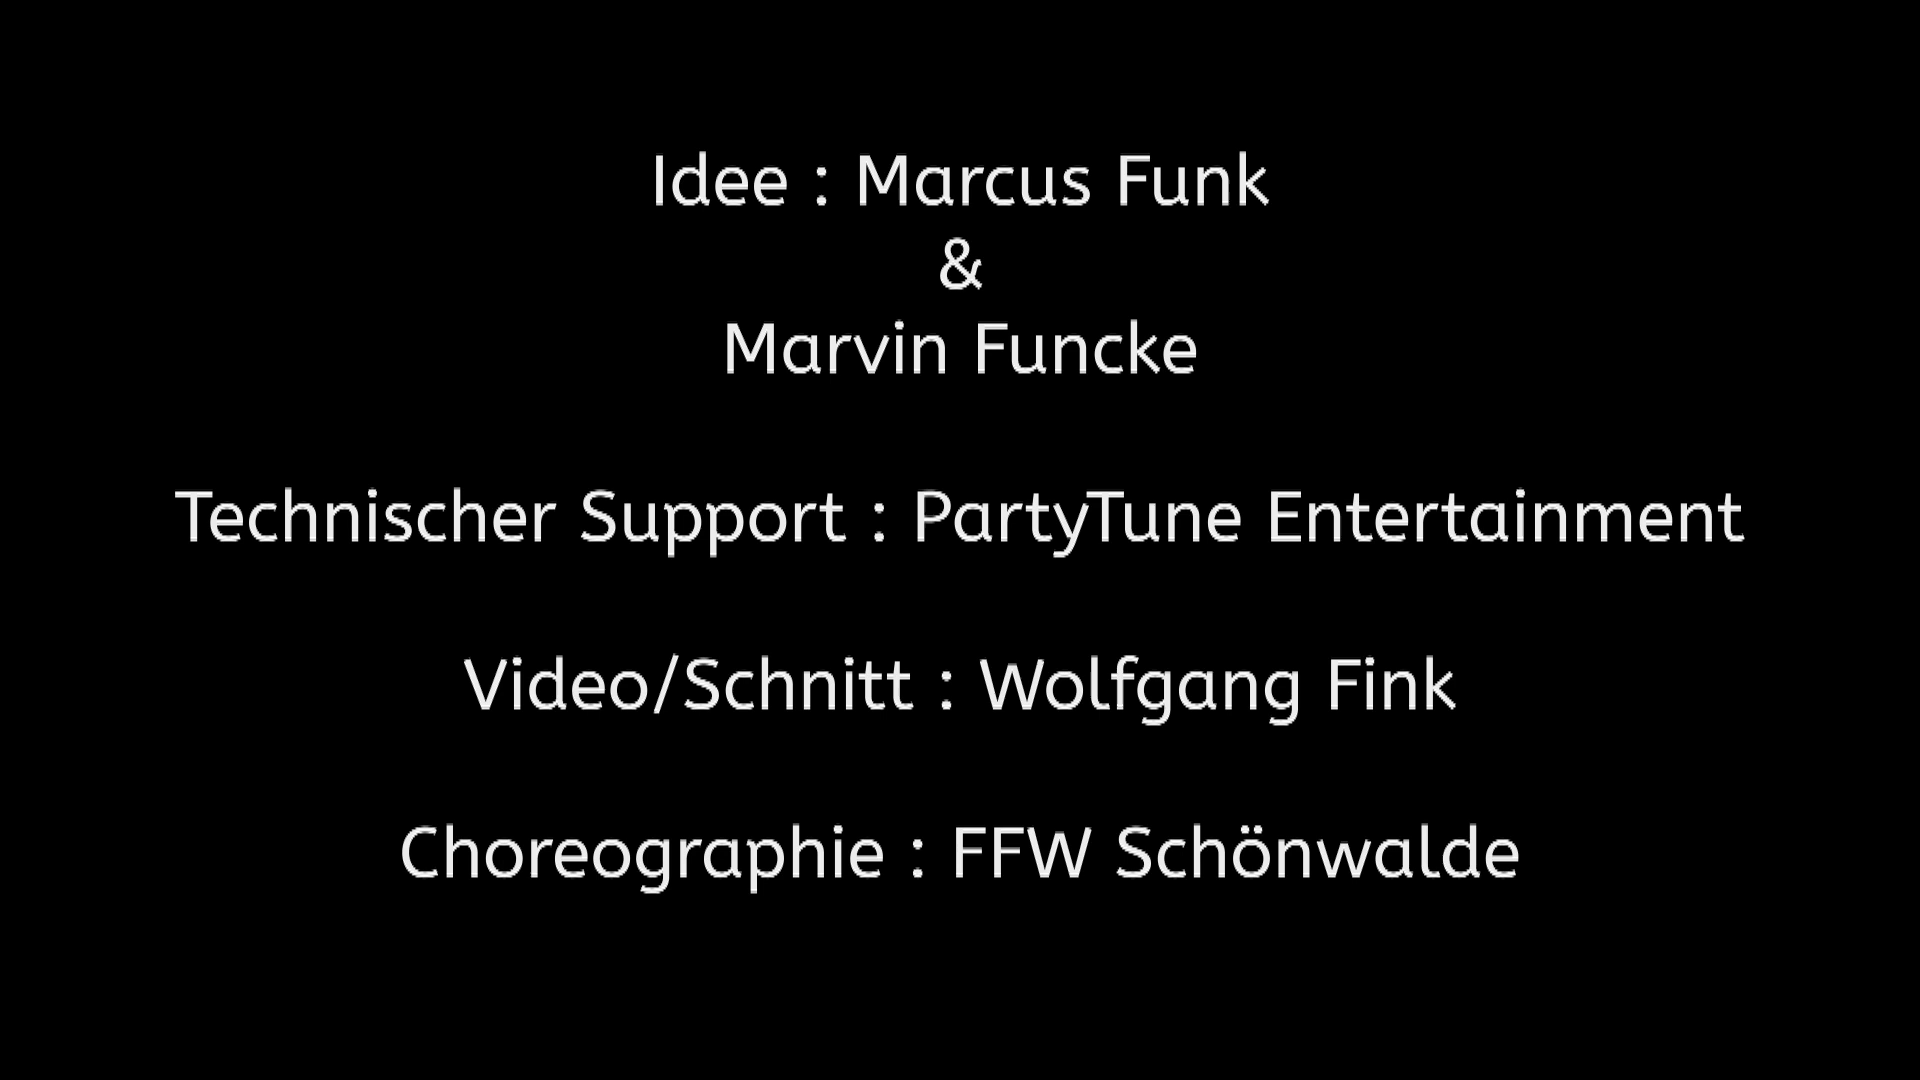 Idee : Marcus Funk
&
Marvin Funcke
Technischer Support : PartyTune Entertainment
Video/Schnitt : Wolfgang Fink
Choreographie : FFW Schönwalde